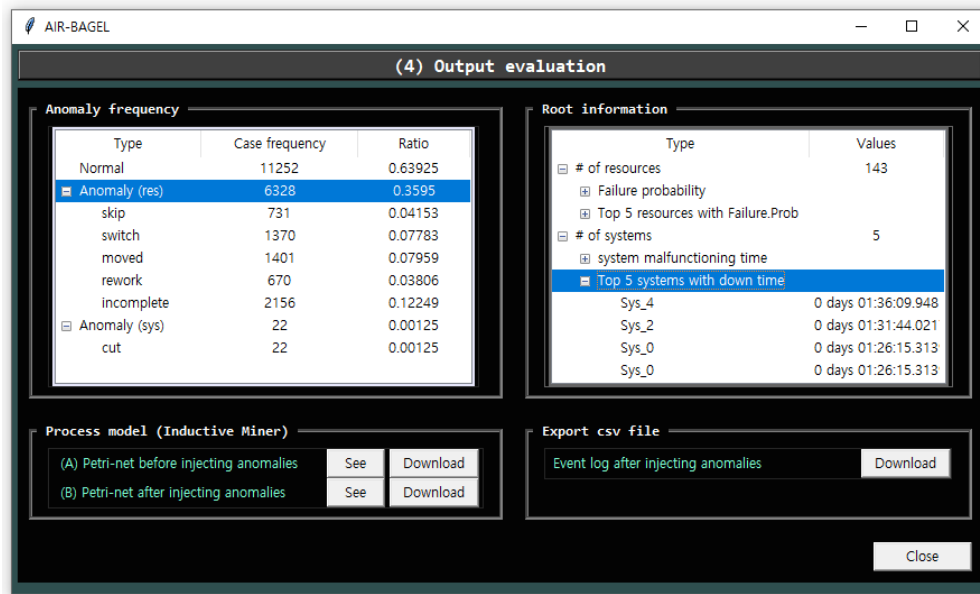 AIR-BAGEL
(4) Output evaluation
Anomaly frequency
Type Case frequency Ratio
Normal 11252 0.63925
Anomaly (res) 6328 0.3595
skip 731 0.04153
switch 1370 0.07783
moved 1401 0.07959
rework 670 0.03806
incomplete 2156 0.12249
Anomaly (sys) 22 0.00125
cut 22 0.00125
Root information
Type Values
# of resources 143
Failure probability
Top 5 resources with Failure.Prob
# of systems 5
system malfunctioning time
Top 5 systems with down time
Sys_4 0 days 01:36:09.948
Sys_2 0 days 01:31:44.021
Sys_0 0 days 01:26:15.313
Sys_0 0 days 01:26:15.313
Process model (Inductive Miner)
(A) Petri-net before injecting anomalies See Download
(B) Petri-net after injecting anomalies See Download
Export csv file
Event log after injecting anomalies Download
Close